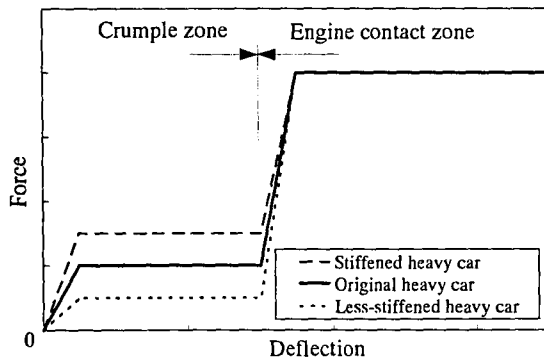 Crumple zone
Engine contact zone
Force
Stiffened heavy car
Original heavy car
Less-stiffened heavy car
0
Deflection